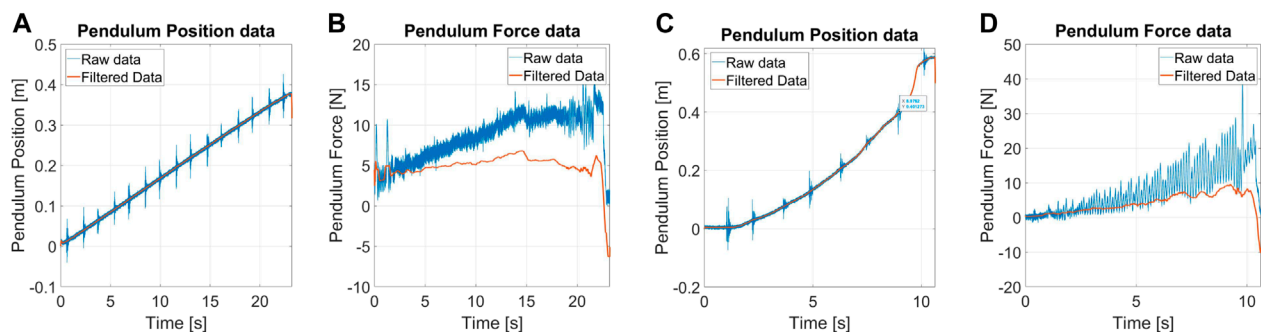 A
Pendulum Position data
0.5
0.4
0.3
0.2
0.1
0
-0.1
Pendulum Position [m]
Raw data
Filtered Data
0 5 10 15 20
Time [s]
B
Pendulum Force data
20
15
10
5
0
-5
-10
Pendulum Force [N]
Raw data
Filtered Data
0 5 10 15 20
Time [s]
C
Pendulum Position data
0.6
0.4
0.2
0
-0.2
Pendulum Position [m]
Raw data
Filtered Data
0 5 10
Time [s]
D
Pendulum Force data
50
40
30
20
10
0
-10
-20
Pendulum Force [N]
Raw data
Filtered Data
0 5 10
Time [s]